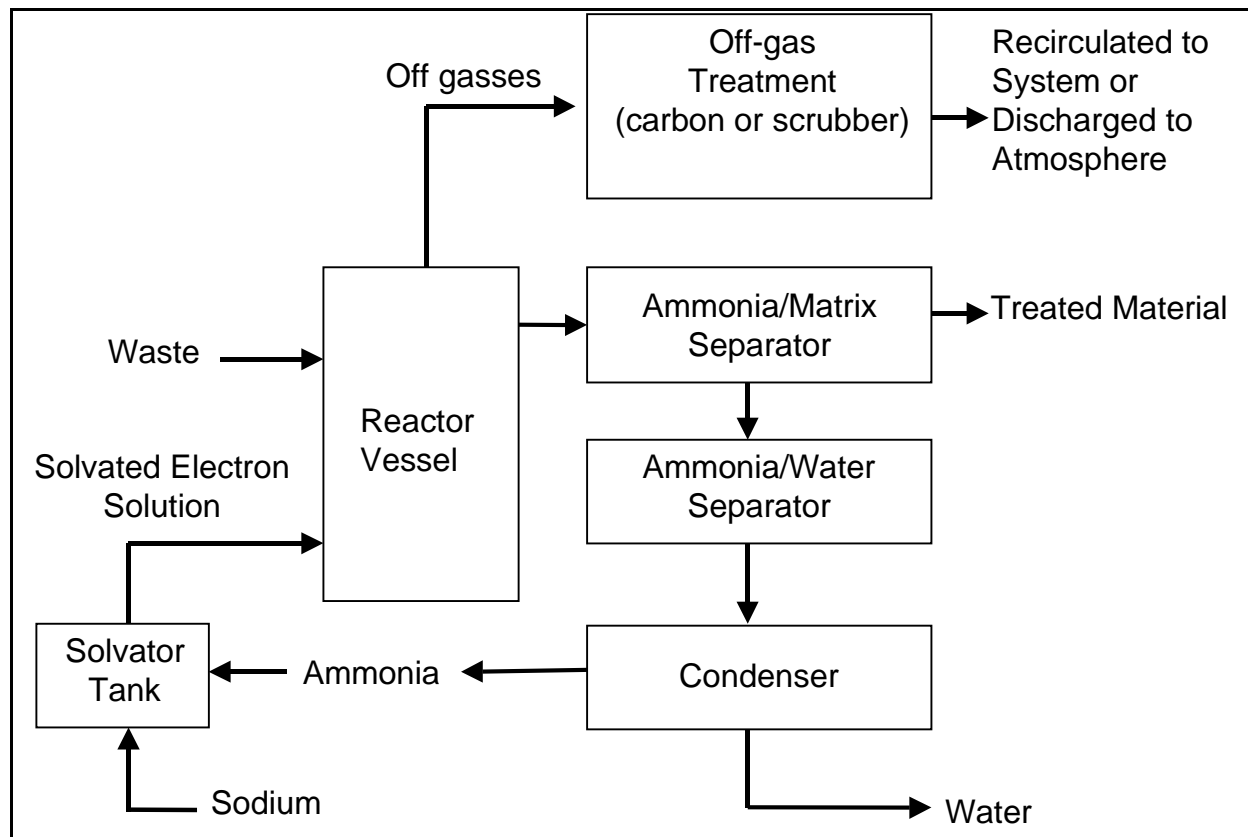 Off-gas
Treatment
(carbon or scrubber)
Recirculated to
System or
Discharged to
Atmosphere
Off gasses
Ammonia/Matrix
Separator
Treated Material
Waste
Reactor
Vessel
Ammonia/Water
Separator
Solvated Electron
Solution
Solvator
Tank
Ammonia
Condenser
Sodium
Water